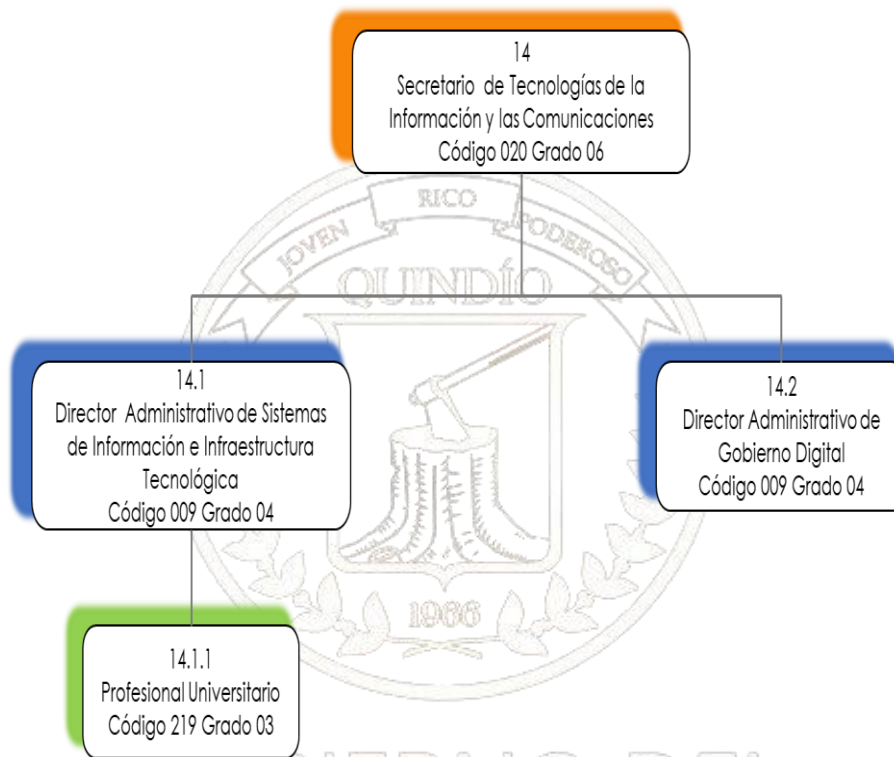 14
Secretario de Tecnologías de la
Información y las Comunicaciones
Código 020 Grado 06
JOVEN
RICO
PODEROSO
QUINDÍO
14.1
Director Administrativo de Sistemas
de Información e Infraestructura
Tecnológica
Código 009 Grado 04
14.2
Director Administrativo de
Gobierno Digital
Código 009 Grado 04
1966
14.1.1
Profesional Universitario
Código 219 Grado 03